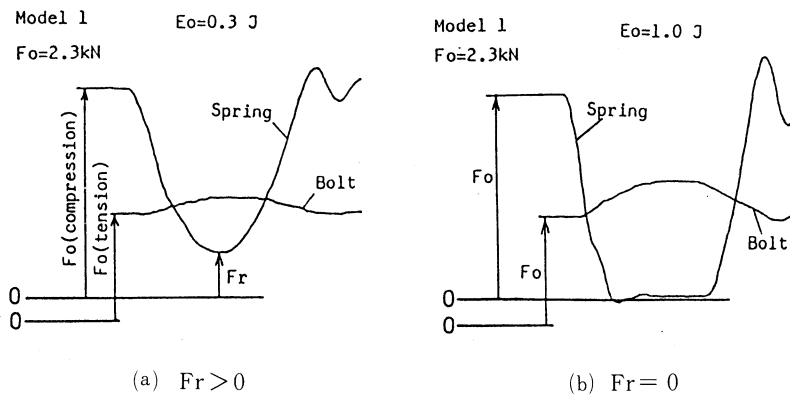 Model 1
Eo=0.3 J
Fo=2.3kN
Spring
Bolt
Fo(compression)
Fo(tension)
Fr
0
0
(a) Fr>0
Model 1
Eo=1.0 J
Fo=2.3kN
Spring
Fo
Bolt
Fo
0
0
(b) Fr=0